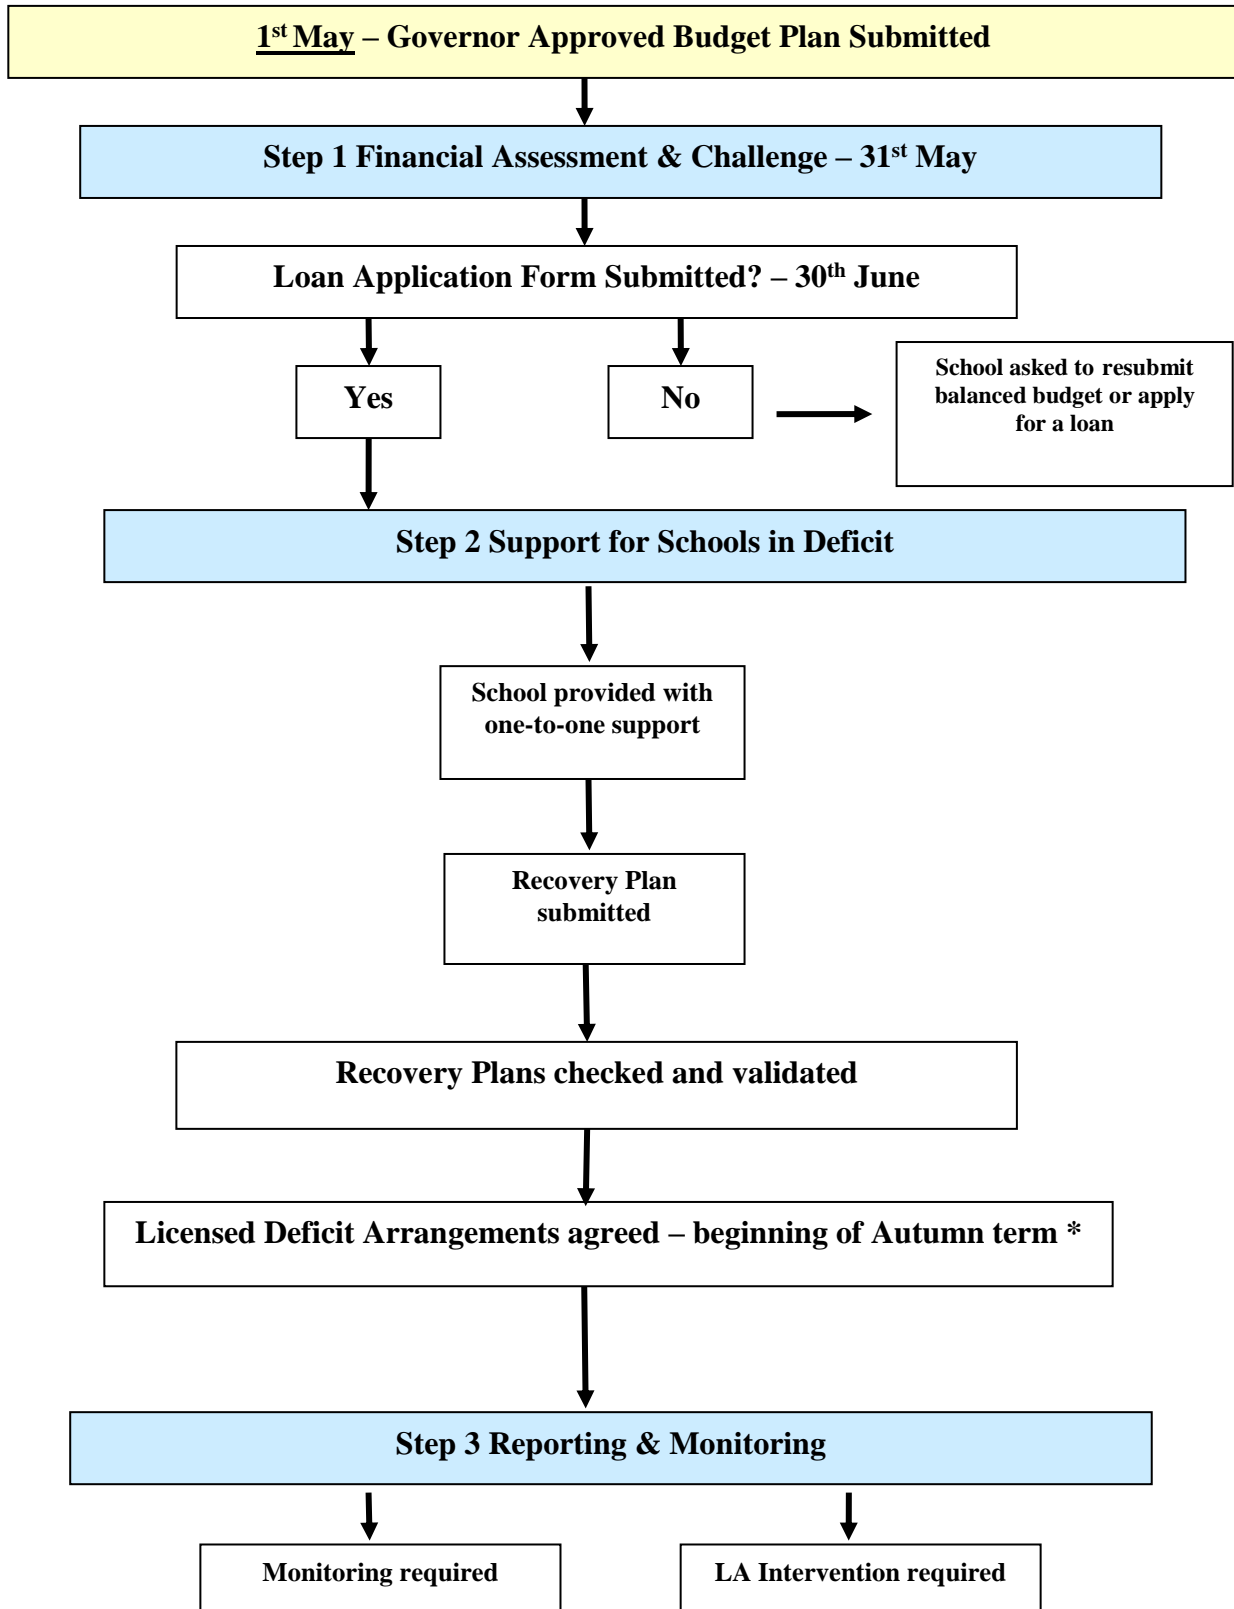 1st May – Governor Approved Budget Plan Submitted
Step 1 Financial Assessment & Challenge – 31st May
Loan Application Form Submitted? – 30th June
Yes
No
School asked to resubmit
balanced budget or apply
for a loan
Step 2 Support for Schools in Deficit
School provided with
one-to-one support
Recovery Plan
submitted
Recovery Plans checked and validated
Licensed Deficit Arrangements agreed – beginning of Autumn term *
Step 3 Reporting & Monitoring
Monitoring required
LA Intervention required